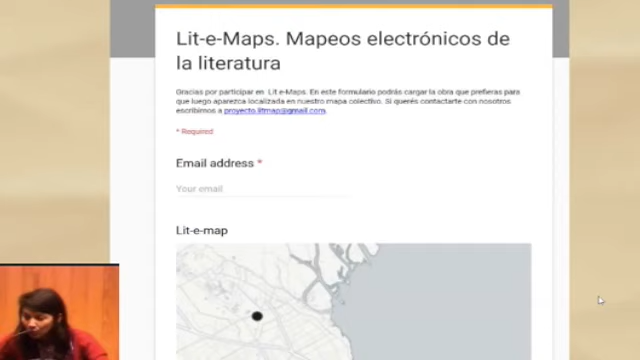 Lit-e-Maps. Mapeos electrónicos de
la literatura
Gracias por participar en Lit e-Maps. En este formulario podrás cargar la obra que prefieras para
que luego aparezca localizada en nuestro mapa colectivo. Si querés contactarte con nosotros
escribirnos a proyecto.litmap@gmail.com.
* Required
Email address *
Your email
Lit-e-map